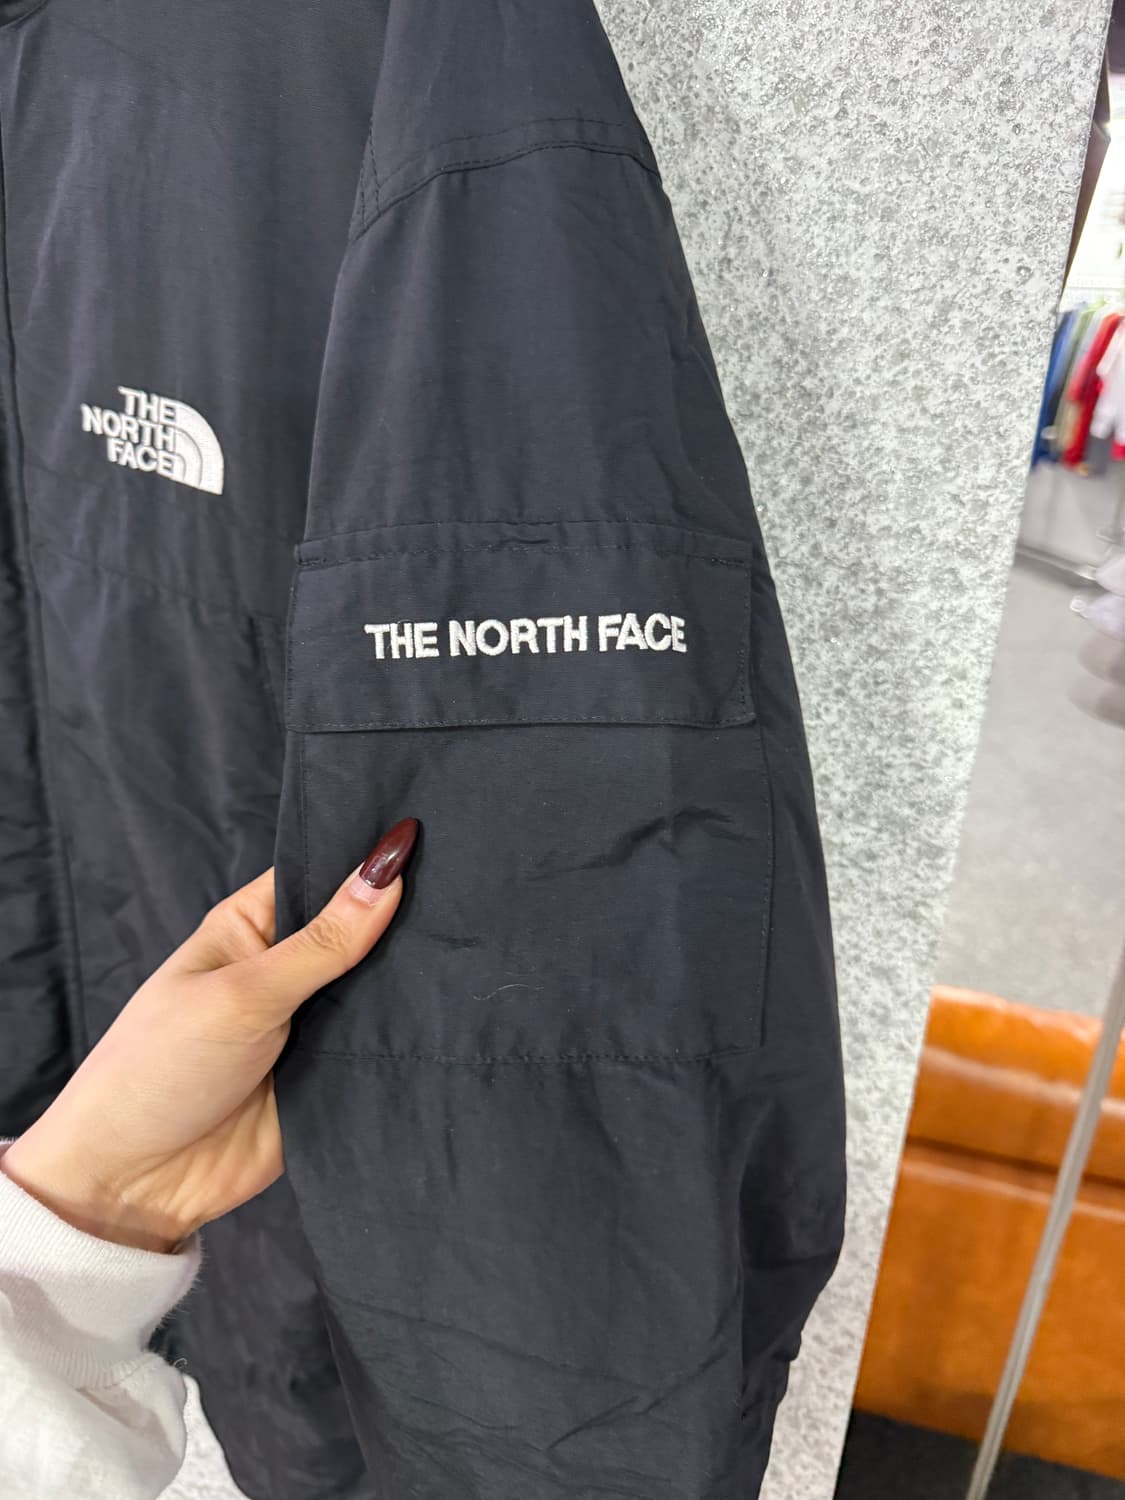 THE
NORTH
FACE
THE NORTH FACE